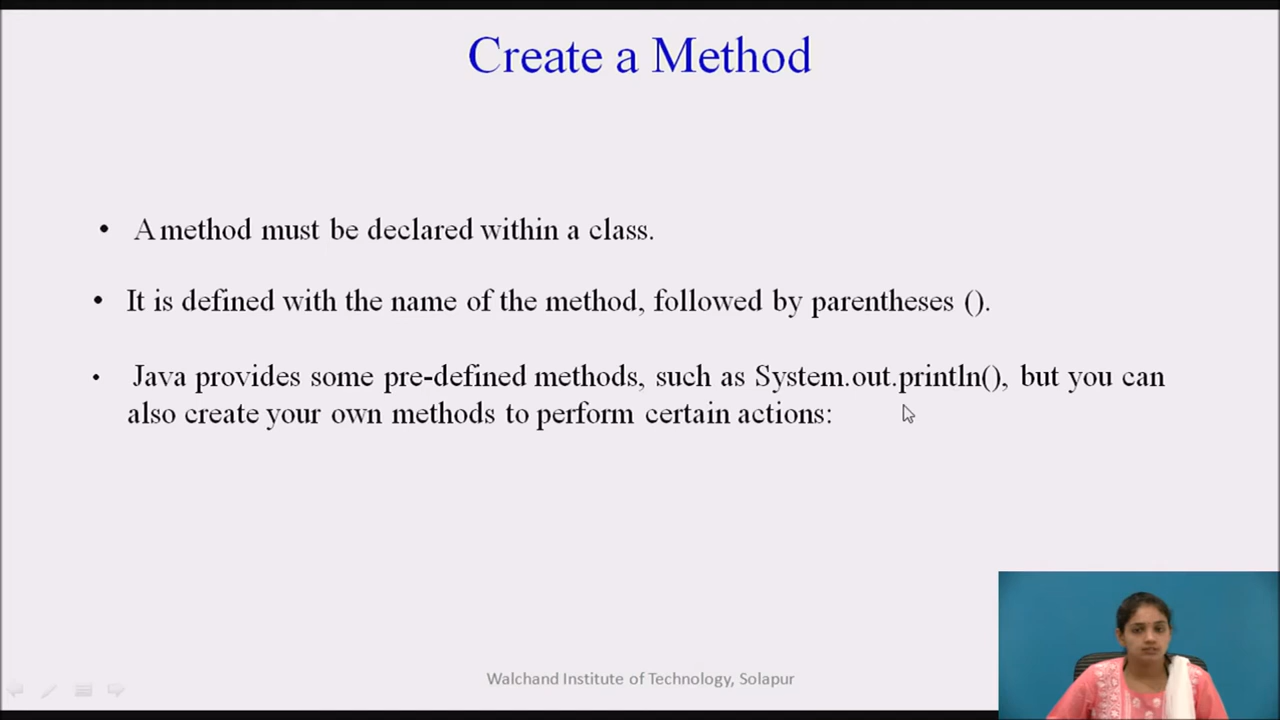 Create a Method
• A method must be declared within a class.
• It is defined with the name of the method, followed by parentheses ().
• Java provides some pre-defined methods, such as System.out.println(), but you can
also create your own methods to perform certain actions:
Walchand Institute of Technology, Solapur